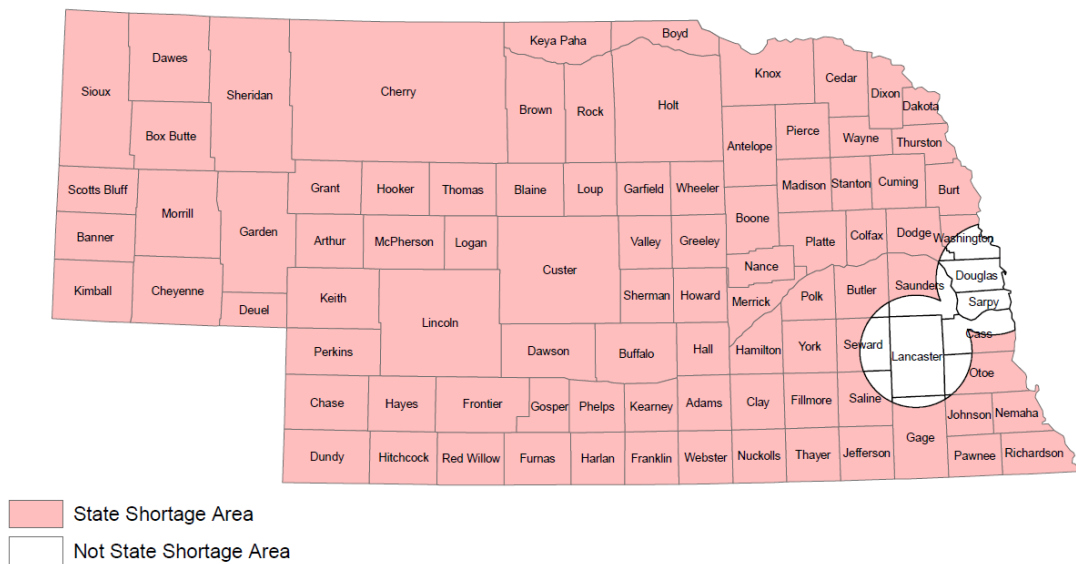 Boyd
Keya Paha
Knox
Cedar
Dawes
Sioux
Sheridan
Cherry
Dixon
Dakota
Brown
Rock
Holt
Box Butte
Pierce
Wayne
Thurston
Antelope
Scotts Bluff
Grant
Hooker
Thomas
Blaine
Loup
Garfield
Wheeler
Madison
Stanton
Cuming
Burt
Morrill
Boone
Banner
Garden
Arthur
McPherson
Logan
Valley
Greeley
Platte
Colfax
Dodge
Washington
Custer
Nance
Douglas
Kimball
Cheyenne
Keith
Sherman
Howard
Merrick
Polk
Butler
Saunders
Sarpy
Deuel
Lincoln
Perkins
Dawson
Buffalo
Hall
Hamilton
York
Seward
Lancaster
Cass
Otoe
Chase
Hayes
Frontier
Gosper
Phelps
Kearney
Adams
Clay
Fillmore
Saline
Johnson
Nemaha
Gage
Dundy
Hitchcock
Red Willow
Furnas
Harlan
Franklin
Webster
Nuckolls
Thayer
Jefferson
Pawnee
Richardson
State Shortage Area
Not State Shortage Area